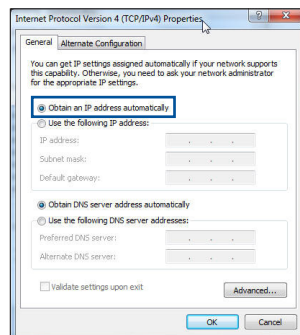 Internet Protocol Version 4 (TCP/IPv4) Properties
General
Alternate Configuration
You can get IP settings assigned automatically if your network supports
this capability. Otherwise, you need to ask your network administrator
for the appropriate IP settings.
Obtain an IP address automatically
Use the following IP address:
IP address:
Subnet mask:
Default gateway:
Obtain DNS server address automatically
Use the following DNS server addresses:
Preferred DNS server:
Alternate DNS server:
Validate settings upon exit
Advanced...
OK
Cancel